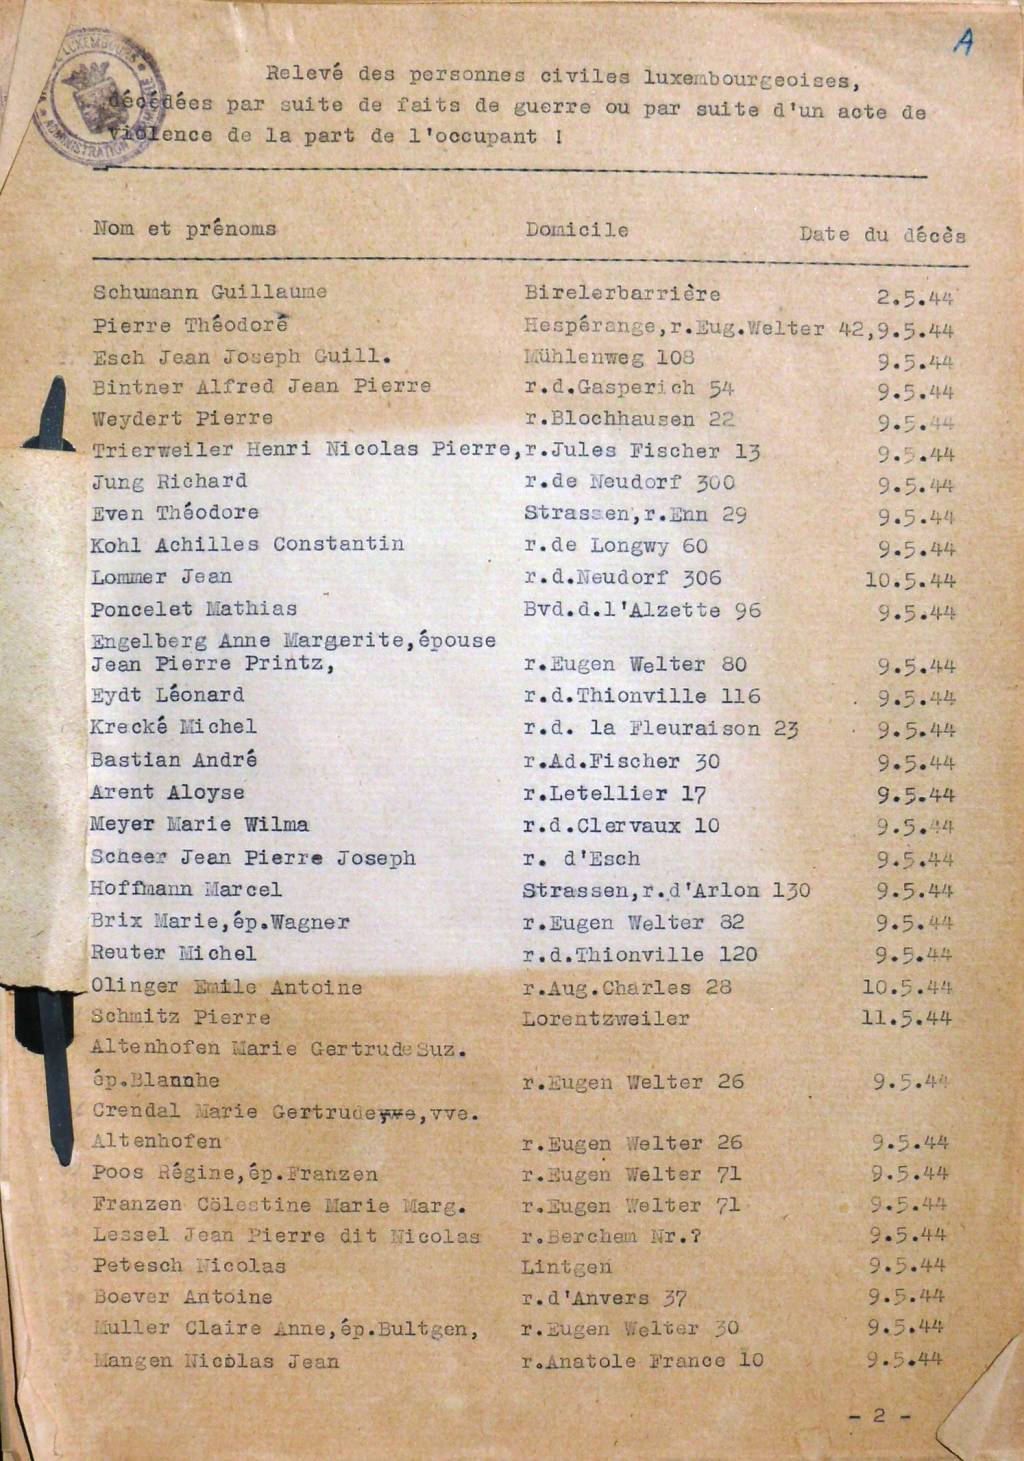 A
Relevé des personnes civiles luxembourgeoises,
décédées par suite de faits de guerre ou par suite d'un acte de
violence de la part de l'occupant !
Nom et prénoms Domicile Date du décès
Schumann Guillaume Birelerbarrière 2.5.44
Pierre Théodore Hespérange,r.Eug.Welter 42,9.5.44
Esch Jean Joseph Guill. Mühlenweg 108 9.5.44
Bintner Alfred Jean Pierre r.d.Gasperich 54 9.5.44
Weydert Pierre r.Blochhausen 22 9.5.44
Trierweiler Henri Nicolas Pierre,r.Jules Fischer 13 9.5.44
Jung Richard r.de Neudorf 300 9.5.44
Even Théodore Strassen,r.Enn 29 9.5.44
Kohl Achilles Constantin r.de Longwy 60 9.5.44
Lommer Jean r.d.Neudorf 306 10.5.44
Poncelet Mathias Bvd.d.l'Alzette 96 9.5.44
Engelberg Anne Margerite,épouse
Jean Pierre Printz, r.Eugen Welter 80 9.5.44
Eydt Léonard r.d.Thionville 116 9.5.44
Krecké Michel r.d. la Fleuraison 23 9.5.44
Bastian André r.Ad.Fischer 30 9.5.44
Arent Aloyse r.Letellier 17 9.5.44
Meyer Marie Wilma r.d.Clervaux 10 9.5.44
Scheer Jean Pierre Joseph r. d'Esch 9.5.44
Hoffmann Marcel Strassen,r.d'Arlon 130 9.5.44
Brix Marie,ép.Wagner r.Eugen Welter 82 9.5.44
Reuter Michel r.d.Thionville 120 9.5.44
Olinger Emile Antoine r.Aug.Charles 28 10.5.44
Schmitz Pierre Lorentzweiler 11.5.44
Altenhofen Marie Gertrude Suz.
ép.Blannhe r.Eugen Welter 26 9.5.44
Crendal Marie Gertrude,vve.
Altenhofen r.Eugen Welter 26 9.5.44
Poos Régine,ép.Franzen r.Eugen Welter 71 9.5.44
Franzen Cölestine Marie Marg. r.Eugen Welter 71 9.5.44
Lessel Jean Pierre dit Nicolas r.Berchem Nr.? 9.5.44
Petesch Nicolas Lintgen 9.5.44
Boever Antoine r.d'Anvers 37 9.5.44
Muller Claire Anne,ép.Bultgen, r.Eugen Welter 30 9.5.44
Mangen Nicolas Jean r.Anatole France 10 9.5.44
- 2 -